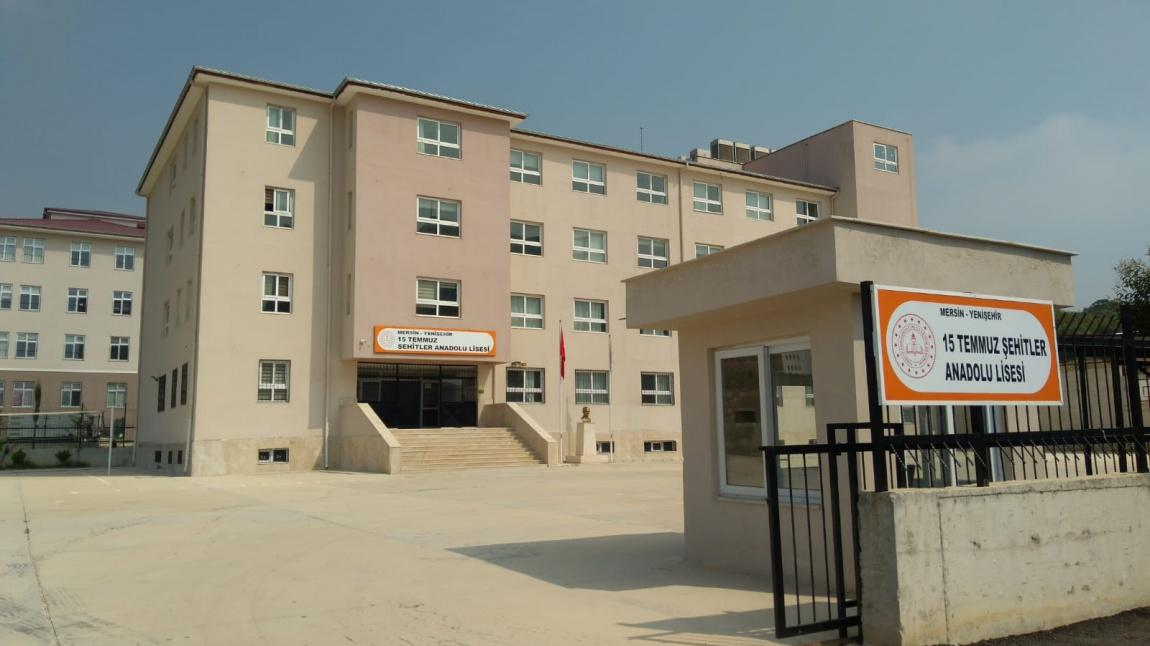 MERSİN - YENİŞEHİR
15 TEMMUZ
ŞEHİTLER ANADOLU LİSESİ
MERSİN - YENİŞEHİR
15 TEMMUZ ŞEHİTLER
ANADOLU LİSESİ